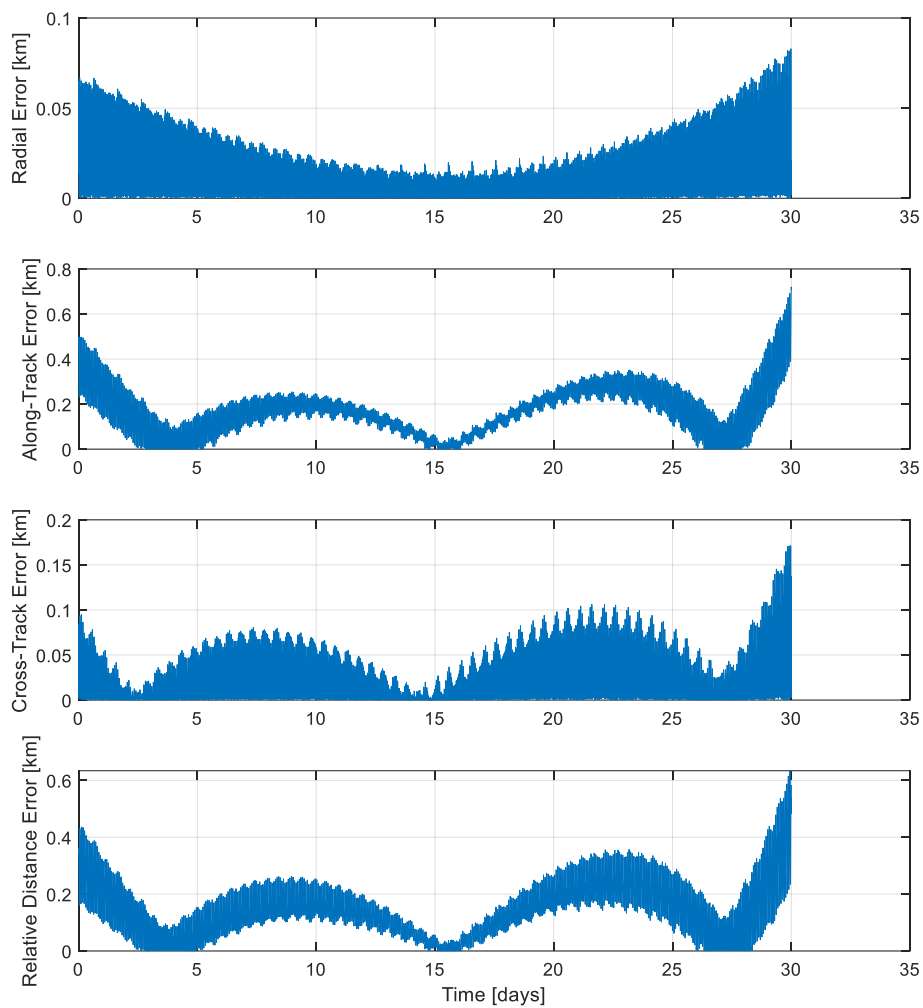 Radial Error [km]
0.1
0.05
0
0 5 10 15 20 25 30 35
Along-Track Error [km]
0.8
0.6
0.4
0.2
0
0 5 10 15 20 25 30 35
Cross-Track Error [km]
0.2
0.15
0.1
0.05
0
0 5 10 15 20 25 30 35
Relative Distance Error [km]
0.6
0.4
0.2
0
0 5 10 15 20 25 30 35
Time [days]